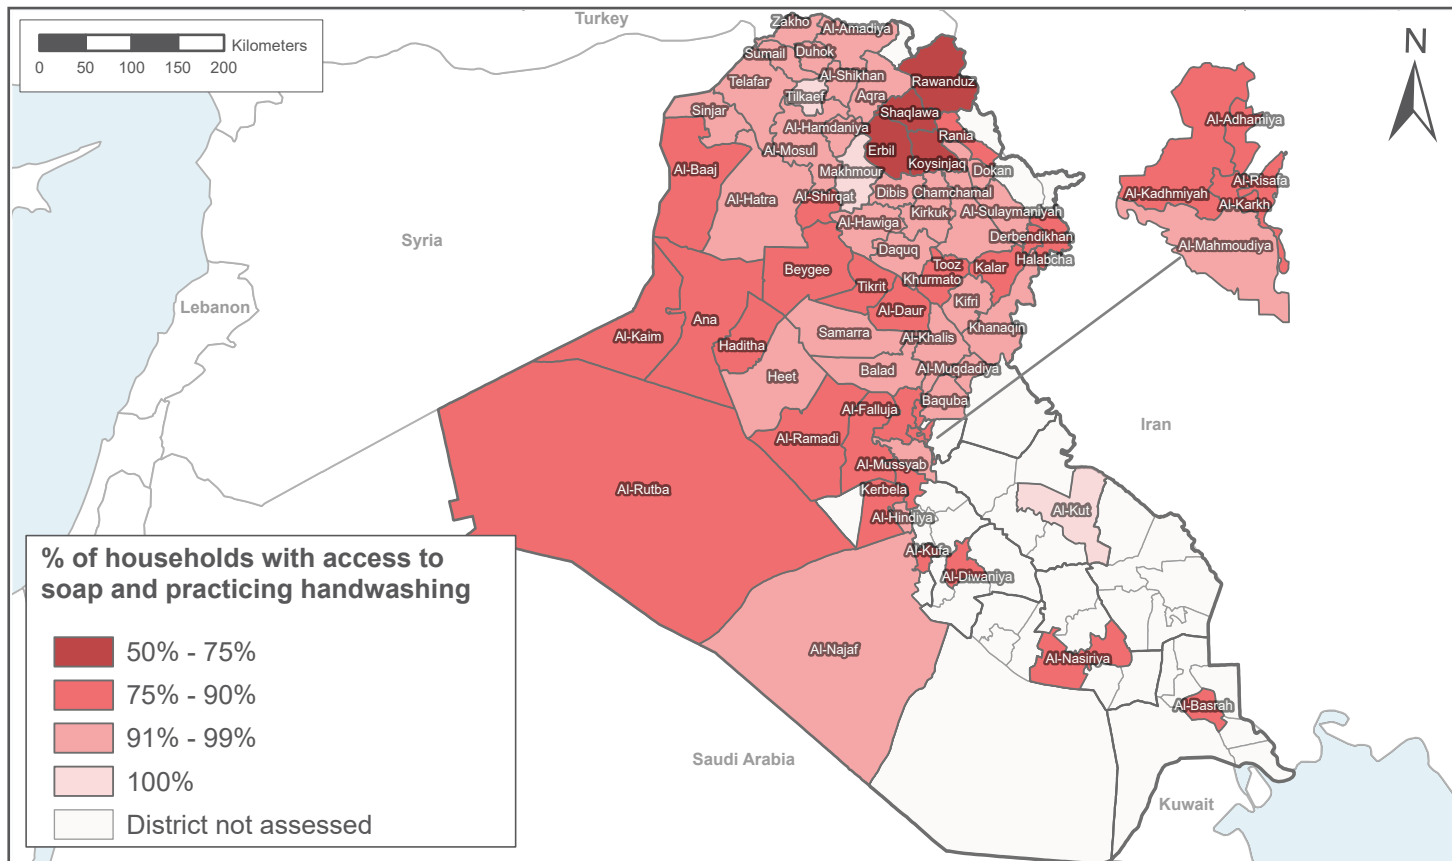 Turkey
Kilometers
0 50 100 150 200
N
Zakho
Al-Amadiya
Sumail
Duhok
Telafar
Al-Shikhan
Rawanduz
Tilkaef
Aqra
Sinjar
Shaqlawa
Al-Adhamiya
Al-Hamdaniya
Rania
Al-Mosul
Erbil
Koysinjaq
Al-Baaj
Makhmour
Dokan
Al-Risafa
Al-Hatra
Al-Shirqat
Dibis
Chamchamal
Al-Kadhmiyah
Al-Karkh
Kirkuk
Al-Sulaymaniyah
Al-Hawiga
Syria
Derbendikhan
Al-Mahmoudiya
Daquq
Halabcha
Beygee
Tooz
Khurmato
Kalar
Tikrit
Lebanon
Kifri
Al-Daur
Ana
Khanaqin
Al-Kaim
Haditha
Samarra
Al-Khalis
Heet
Balad
Al-Muqdadiya
Baquba
Al-Falluja
Iran
Al-Ramadi
Al-Mussyab
Al-Rutba
Kerbela
Al-Kut
Al-Hindiya
Al-Kufa
Al-Diwaniya
Al-Najaf
Al-Nasiriya
Al-Basrah
Saudi Arabia
Kuwait
% of households with access to
soap and practicing handwashing
50% - 75%
75% - 90%
91% - 99%
100%
District not assessed